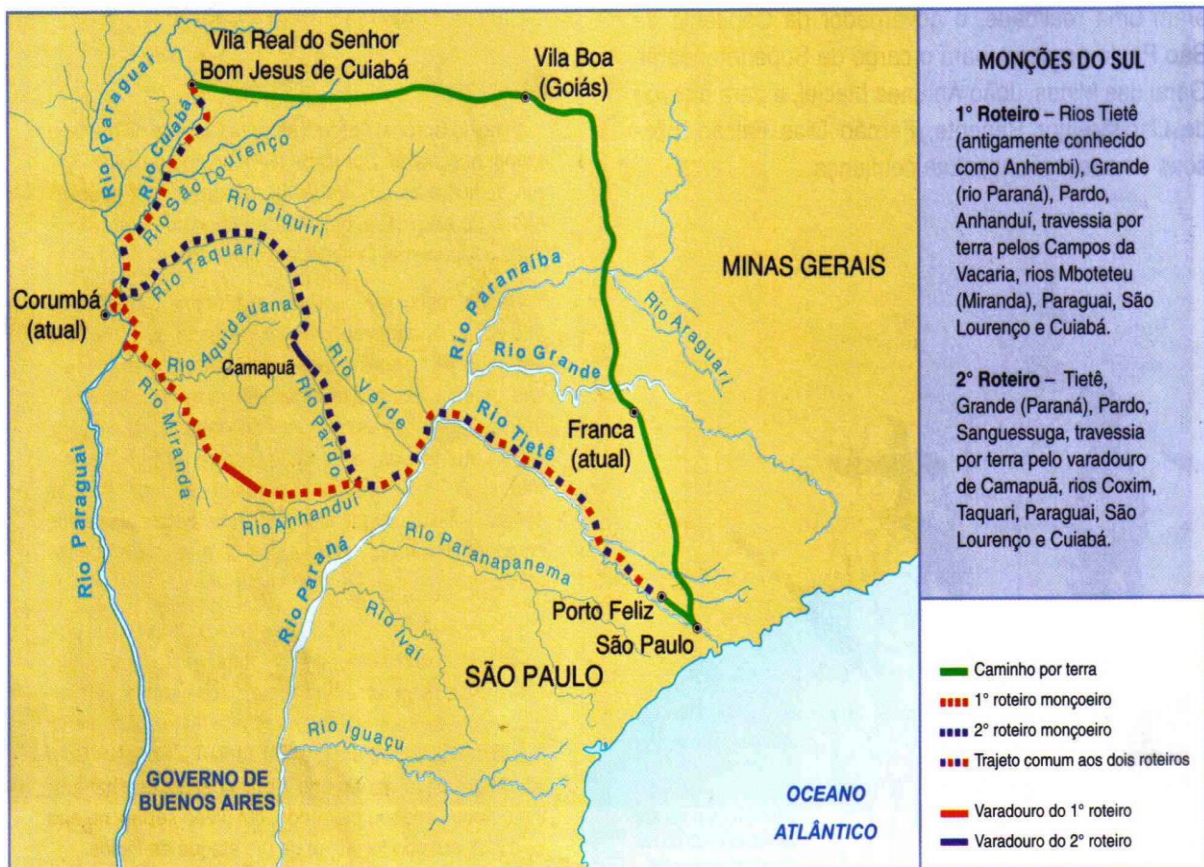 Vila Real do Senhor
Bom Jesus de Cuiabá
Vila Boa
(Goiás)
Rio Paraguai
Rio Cuiabá
Rio São Lourenço
Rio Piquiri
Rio Taquari
Corumbá
(atual)
Rio Aquidauana
Camapuã
Rio Verde
Rio Pardo
Rio Miranda
Rio Anhanduí
Rio Paraguai
Rio Paranaíba
MINAS GERAIS
Rio Araguari
Rio Grande
Rio Tietê
Franca
(atual)
Rio Paraná
Rio Paranapanema
Porto Feliz
São Paulo
Rio Ivaí
SÃO PAULO
Rio Iguaçu
GOVERNO DE
BUENOS AIRES
OCEANO
ATLÂNTICO
MONÇÕES DO SUL
1° Roteiro – Rios Tietê
(antigamente conhecido
como Anhembi), Grande
(rio Paraná), Pardo,
Anhanduí, travessia por
terra pelos Campos da
Vacaria, rios Mboteteu
(Miranda), Paraguai, São
Lourenço e Cuiabá.
2° Roteiro – Tietê,
Grande (Paraná), Pardo,
Sanguessuga, travessia
por terra pelo varadouro
de Camapuã, rios Coxim,
Taquari, Paraguai, São
Lourenço e Cuiabá.
Caminho por terra
1° roteiro monçoeiro
2° roteiro monçoeiro
Trajeto comum aos dois roteiros
Varadouro do 1° roteiro
Varadouro do 2° roteiro